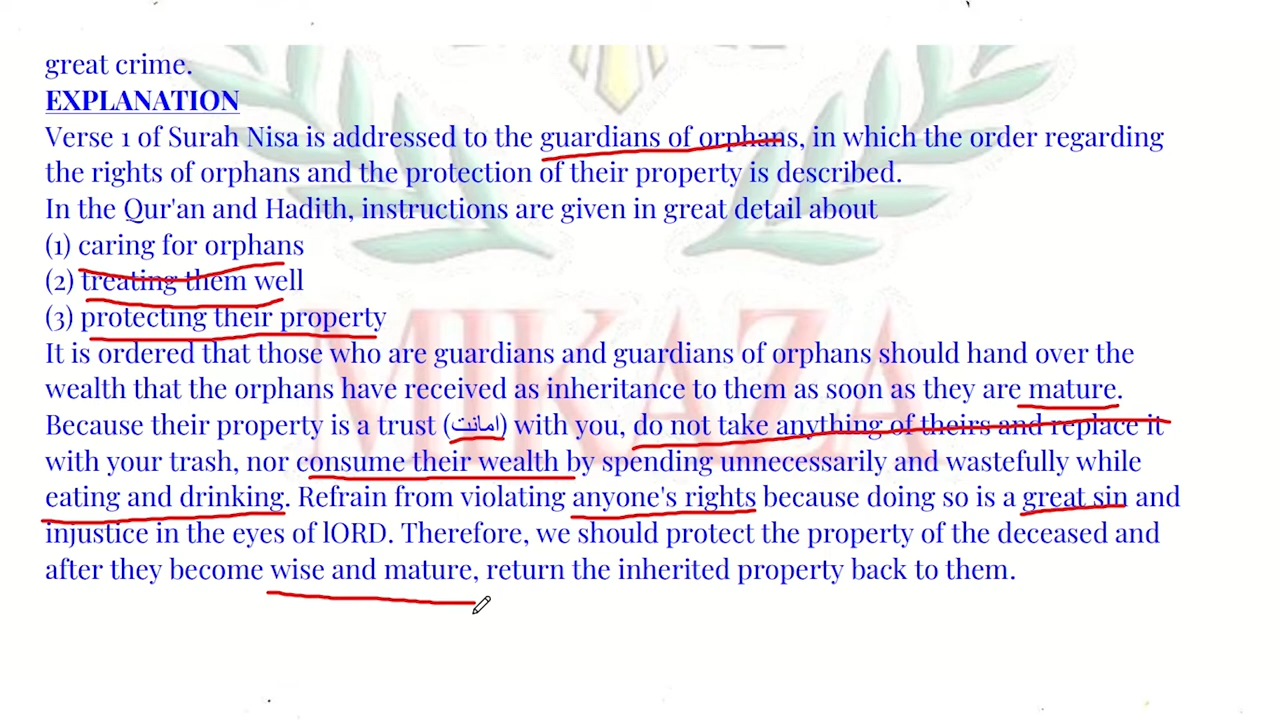 great crime.
EXPLANATION
Verse 1 of Surah Nisa is addressed to the guardians of orphans, in which the order regarding
the rights of orphans and the protection of their property is described.
In the Qur'an and Hadith, instructions are given in great detail about
(1) caring for orphans
(2) treating them well
(3) protecting their property
It is ordered that those who are guardians and guardians of orphans should hand over the
wealth that the orphans have received as inheritance to them as soon as they are mature.
Because their property is a trust (امانت) with you, do not take anything of theirs and replace it
with your trash, nor consume their wealth by spending unnecessarily and wastefully while
eating and drinking. Refrain from violating anyone's rights because doing so is a great sin and
injustice in the eyes of lORD. Therefore, we should protect the property of the deceased and
after they become wise and mature, return the inherited property back to them.
MIKAZA